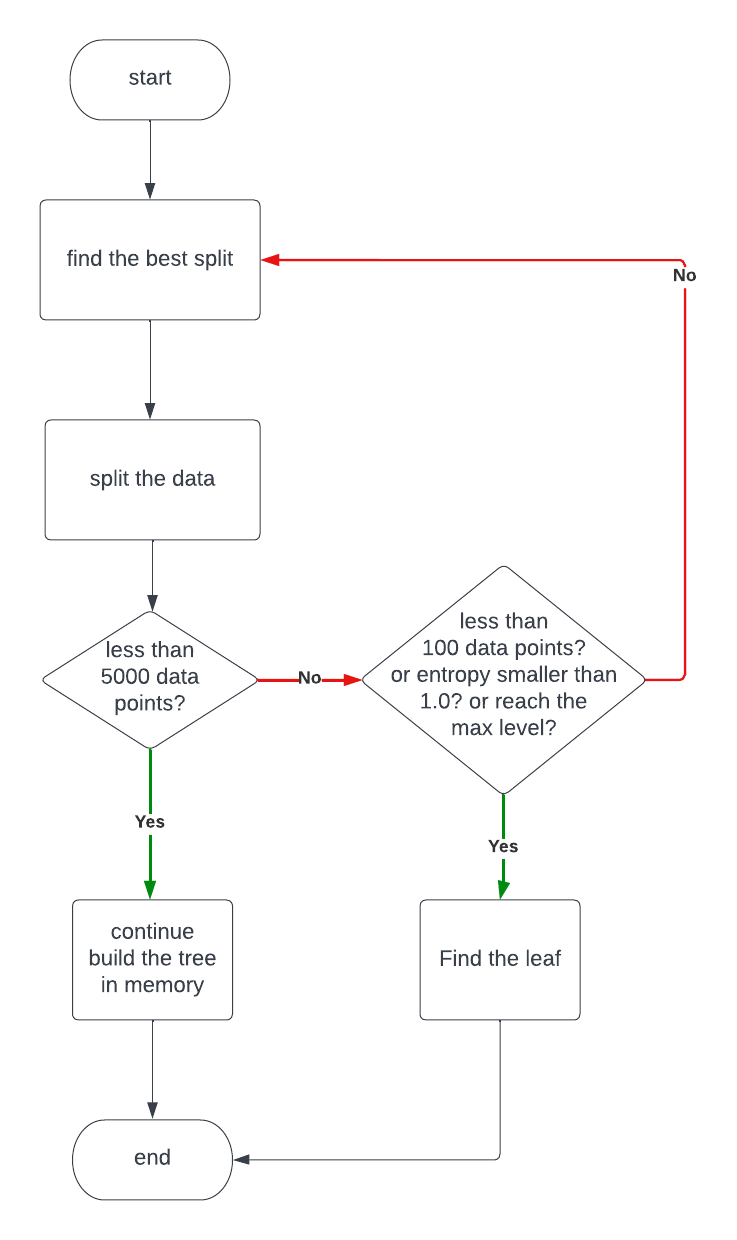 start
find the best split
No
split the data
less than
5000 data
points?
No
less than
100 data points?
or entropy smaller than
1.0? or reach the
max level?
Yes
Yes
continue
build the tree
in memory
Find the leaf
end